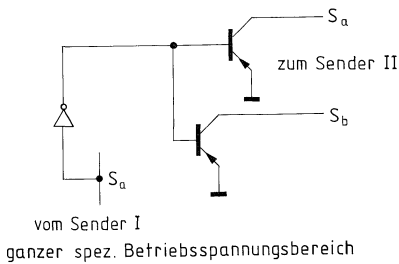 Sa
zum Sender II
Sb
Sa
vom Sender I
ganzer spez. Betriebsspannungsbereich